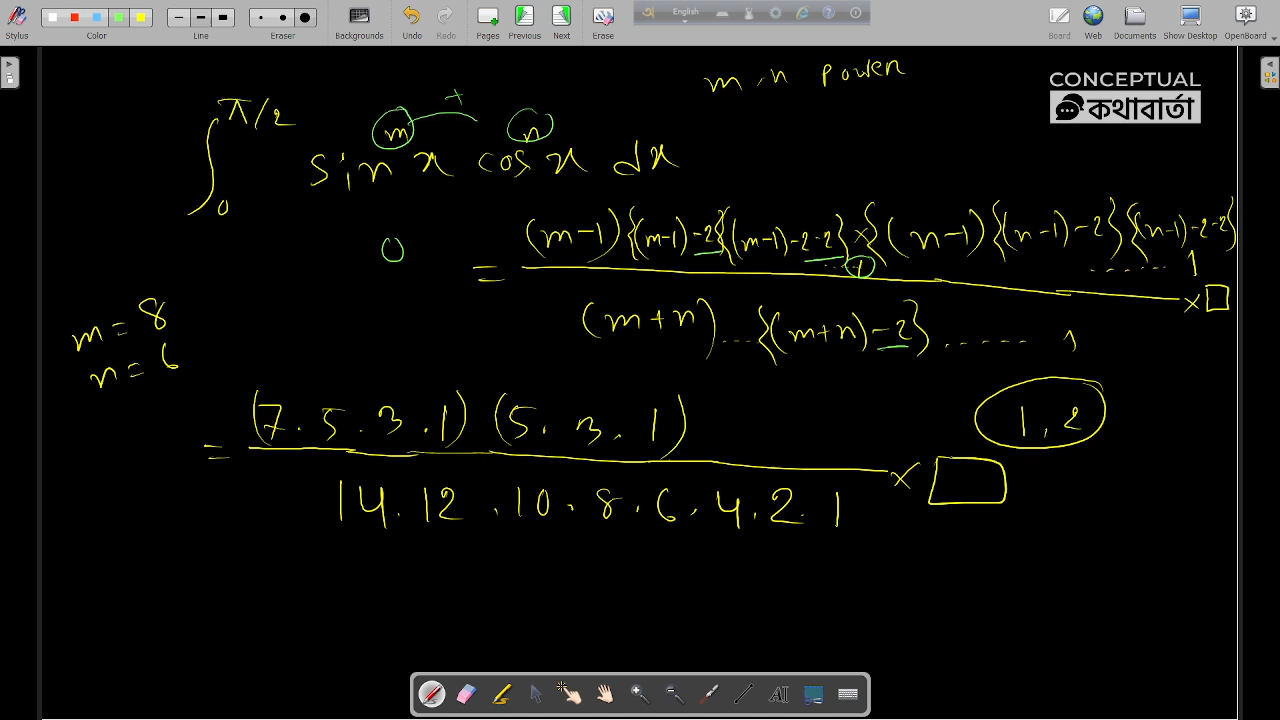 Stylus Color Line Eraser Backgrounds Undo Redo Pages Previous Next Erase English Board Web Documents Show Desktop OpenBoard
m, n power
CONCEPTUAL
কথাবার্তা
∫₀^{π/2} sin^m x cos^n x dx
+
0
= (m-1){(m-1)-2}{(m-1)-2-2} ...... 1 × {(n-1){(n-1)-2}{(n-1)-2-2} ....... 1
(m+n)....{(m+n)-2} ...... 1
× □
m = 8
n = 6
= (7.5.3.1) (5.3.1)
14.12.10.8.6.4.2.1
× □
1, 2
AI